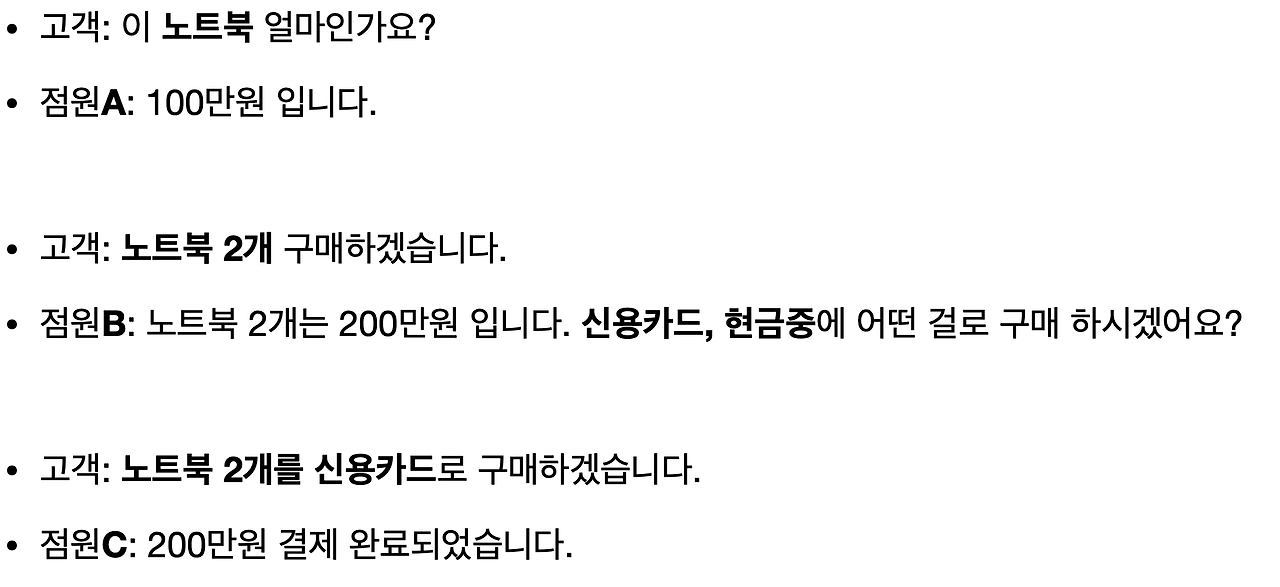 • 고객: 이 노트북 얼마인가요?
• 점원A: 100만원 입니다.
• 고객: 노트북 2개 구매하겠습니다.
• 점원B: 노트북 2개는 200만원 입니다. 신용카드, 현금중에 어떤 걸로 구매 하시겠어요?
• 고객: 노트북 2개를 신용카드로 구매하겠습니다.
• 점원C: 200만원 결제 완료되었습니다.